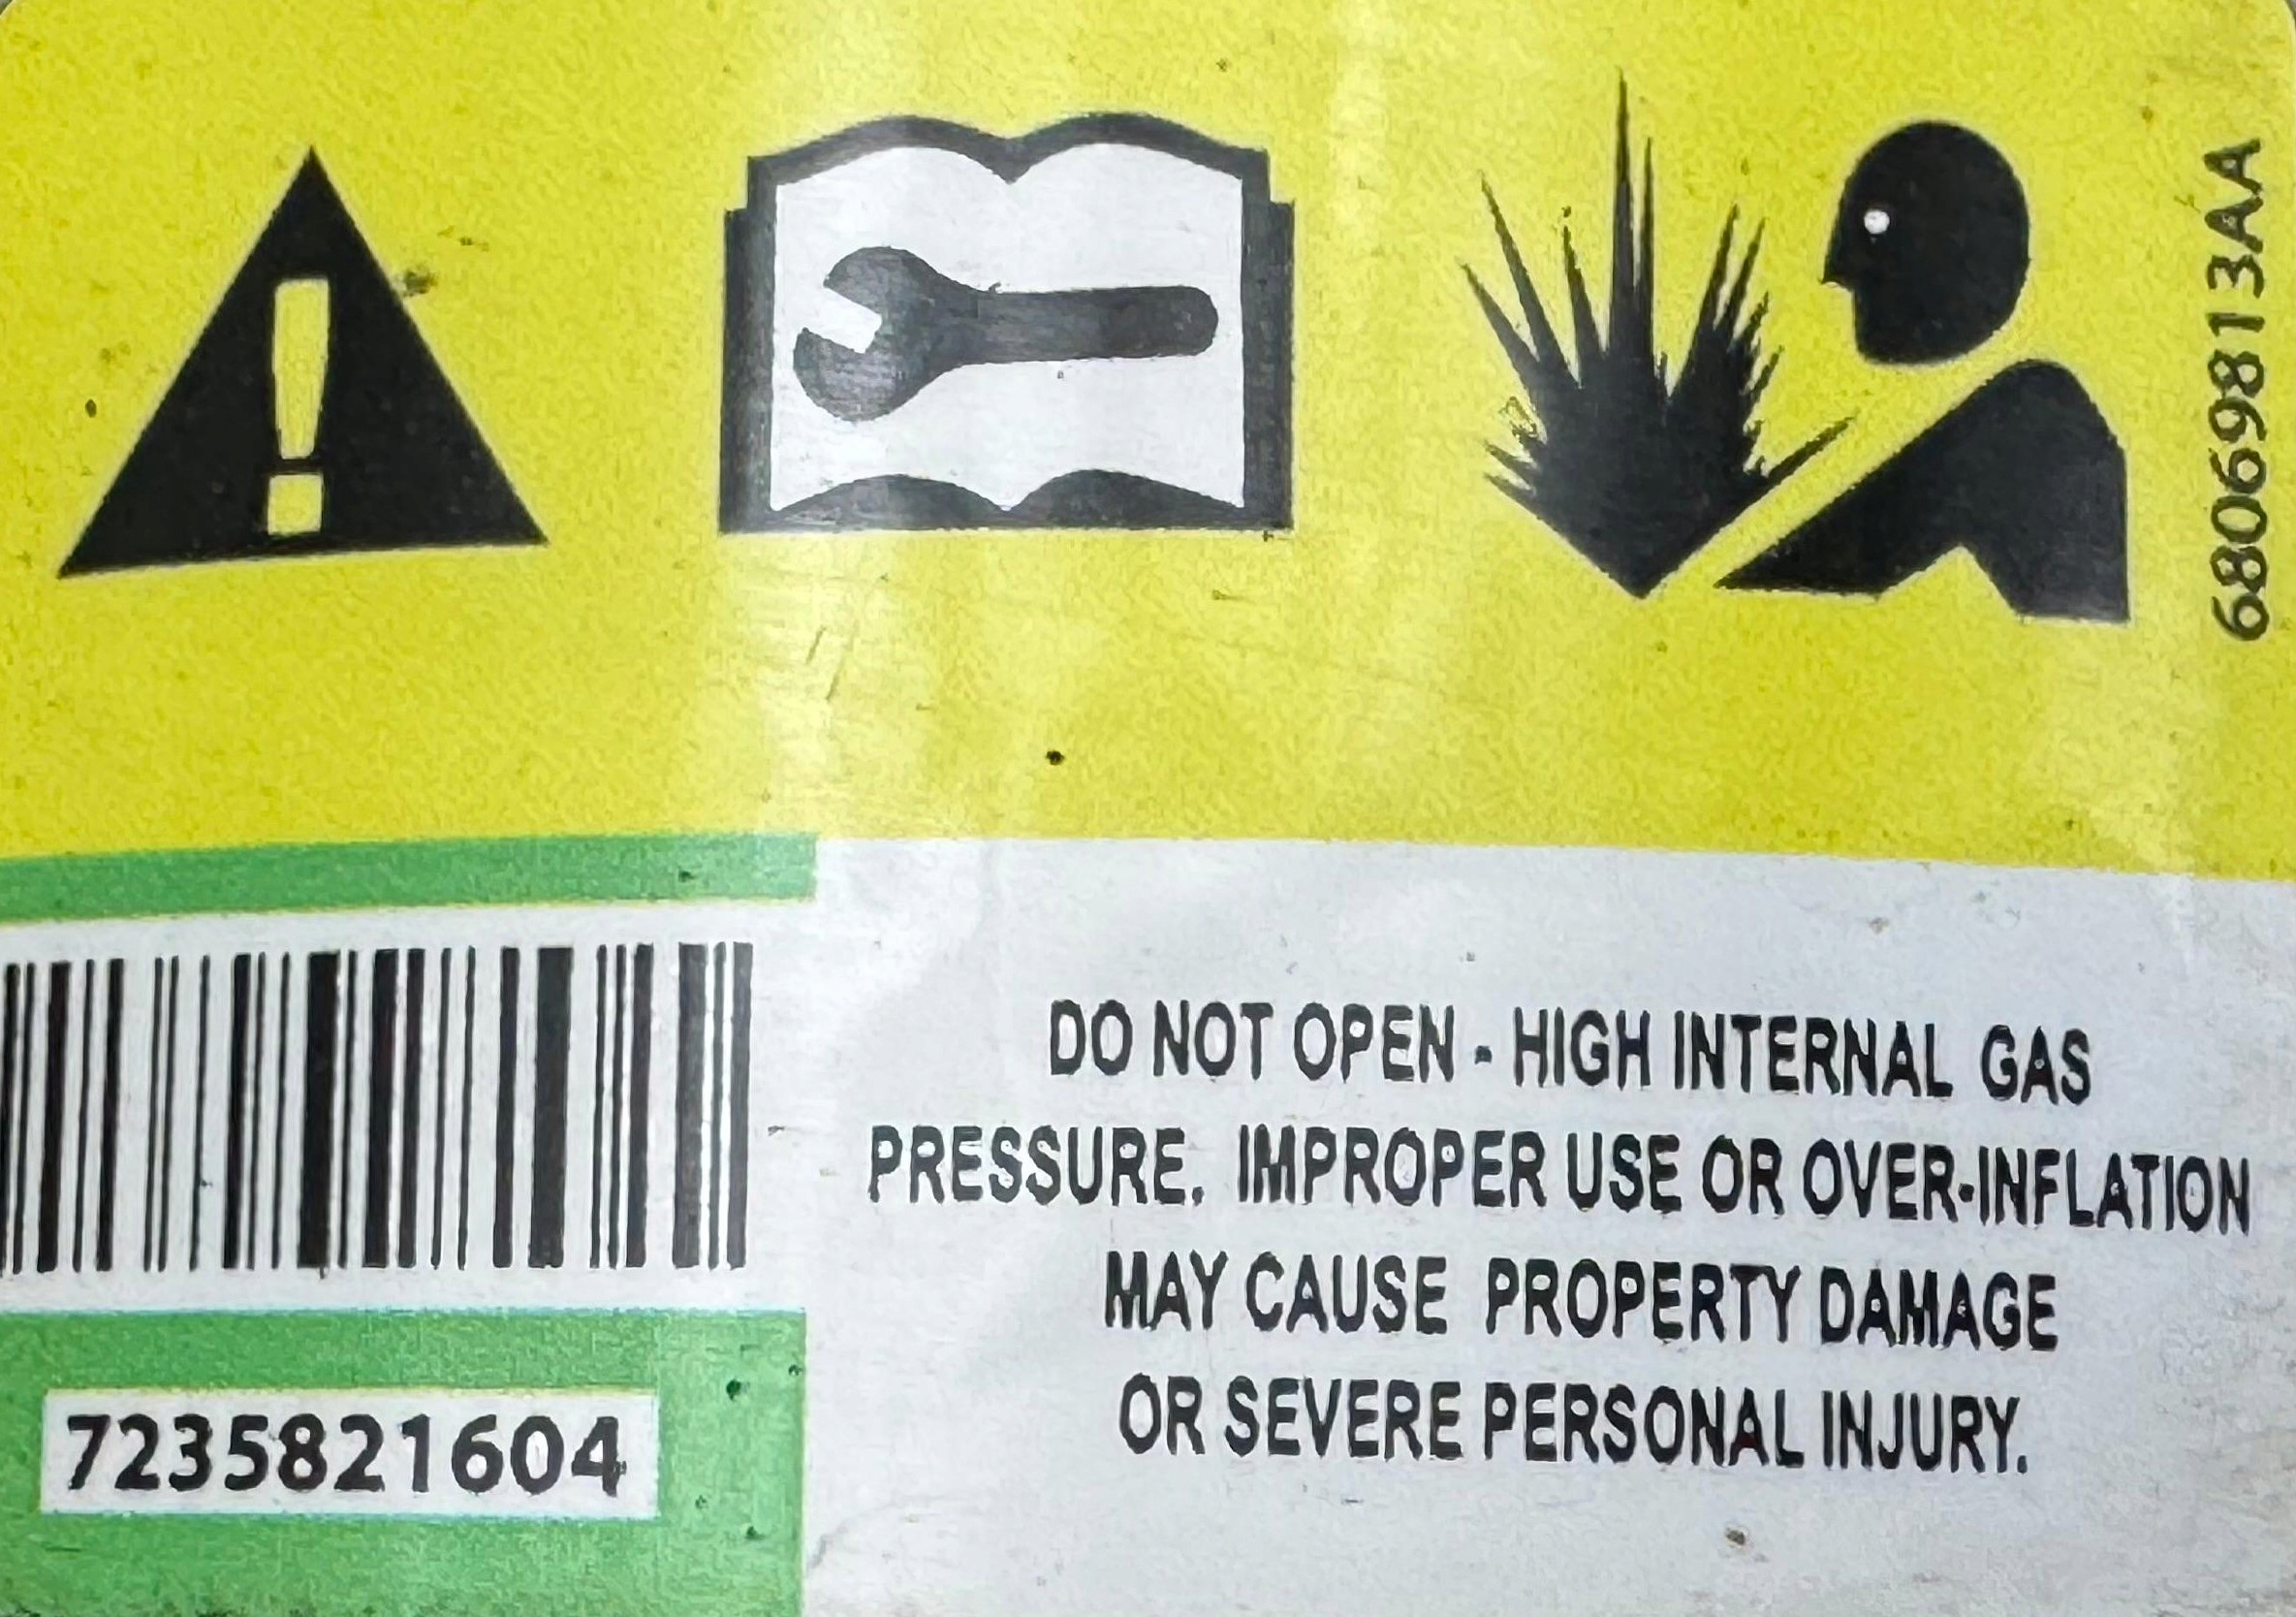 68069813AA
DO NOT OPEN - HIGH INTERNAL GAS
PRESSURE. IMPROPER USE OR OVER-INFLATION
MAY CAUSE PROPERTY DAMAGE
OR SEVERE PERSONAL INJURY.
7235821604